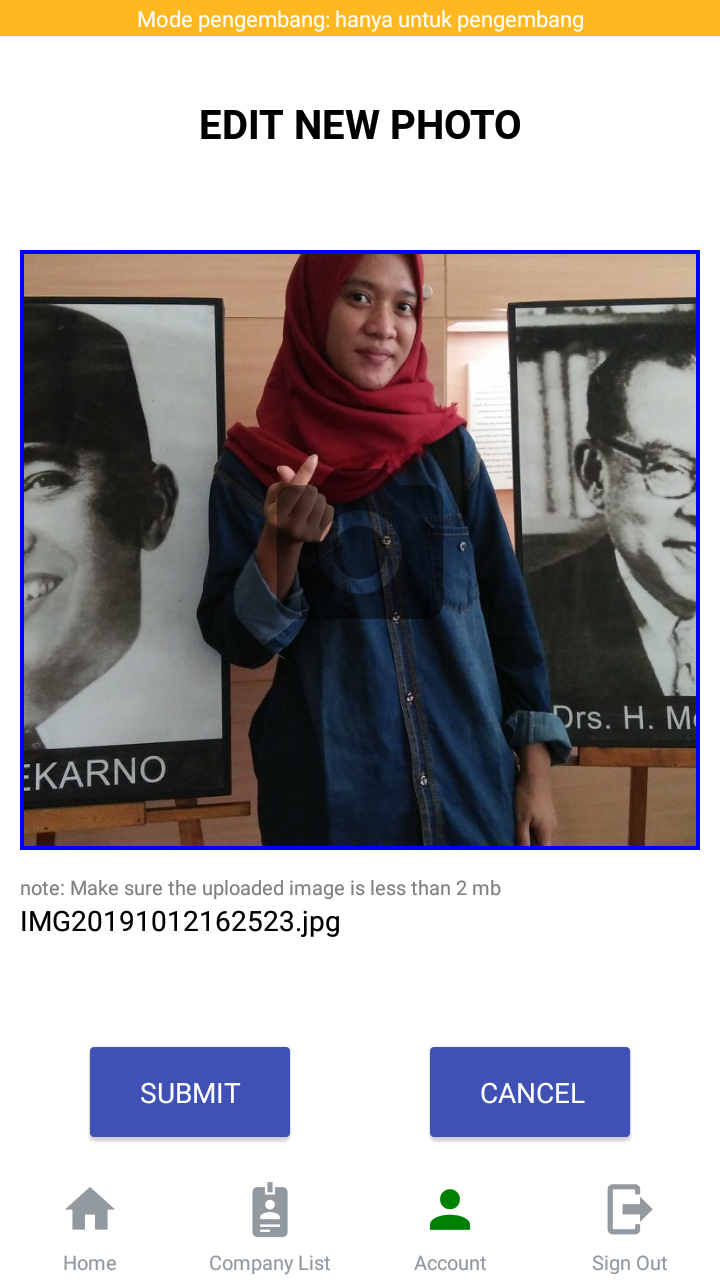 Mode pengembang: hanya untuk pengembang
EDIT NEW PHOTO
EKARNO
Drs. H. Mo
note: Make sure the uploaded image is less than 2 mb
IMG20191012162523.jpg
SUBMIT
CANCEL
Home
Company List
Account
Sign Out